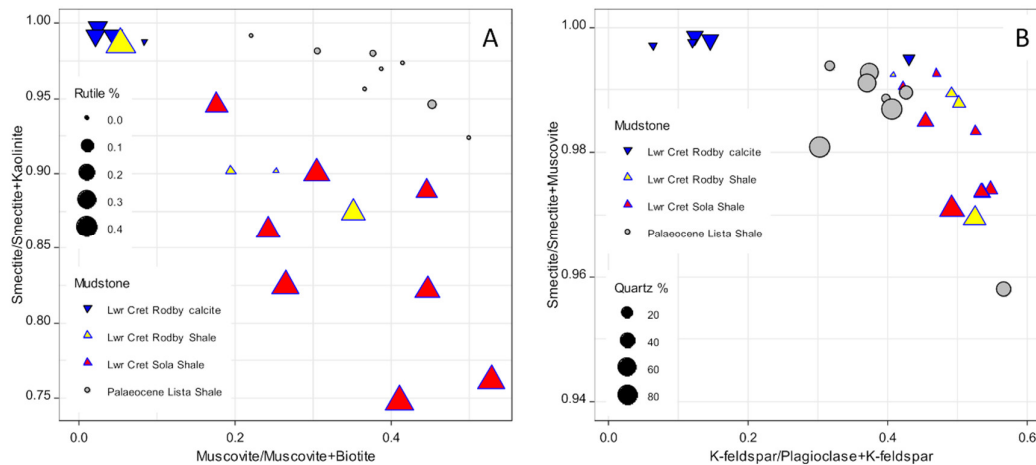 A
Smectite/Smectite+Kaolinite
1.00
0.95
0.90
0.85
0.80
0.75
Rutile %
0.0
0.1
0.2
0.3
0.4
Mudstone
Lwr Cret Rodby calcite
Lwr Cret Rodby Shale
Lwr Cret Sola Shale
Palaeocene Lista Shale
0.0
0.2
0.4
Muscovite/Muscovite+Biotite
B
Smectite/Smectite+Muscovite
1.00
0.98
0.96
0.94
Mudstone
Lwr Cret Rodby calcite
Lwr Cret Rodby Shale
Lwr Cret Sola Shale
Palaeocene Lista Shale
Quartz %
20
40
60
80
0.0
0.2
0.4
0.6
K-feldspar/Plagioclase+K-feldspar